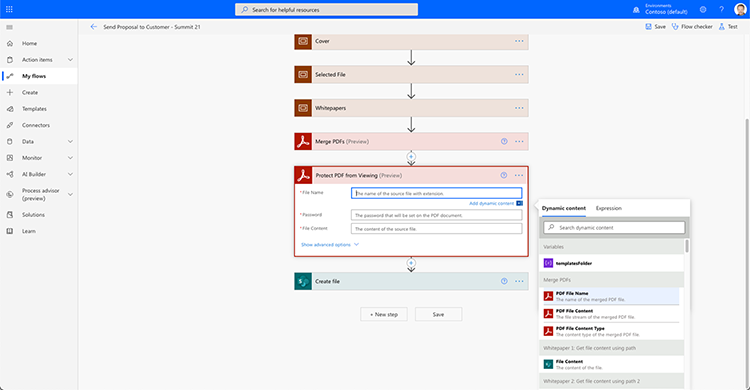 Search for helpful resources
Environments
Contoso (default)
Send Proposal to Customer - Summit 21
Save
Flow checker
Test
Home
Action items
My flows
Create
Templates
Connectors
Data
Monitor
AI Builder
Process advisor
(preview)
Solutions
Learn
Cover
Selected File
Whitepapers
Merge PDFs (Preview)
Protect PDF from Viewing (Preview)
* File Name
The name of the source file with extension.
Add dynamic content
* Password
The password that will be set on the PDF document.
* File Content
The content of the source file.
Show advanced options
Create file
+ New step
Save
Dynamic content
Expression
Search dynamic content
Variables
templatesFolder
Merge PDFs
PDF File Name
The name of the merged PDF file.
PDF File Content
The file stream of the merged PDF file.
PDF File Content Type
The content type of the merged PDF file.
Whitepaper 1: Get file content using path
File Content
The content of the file.
Whitepaper 2: Get file content using path 2